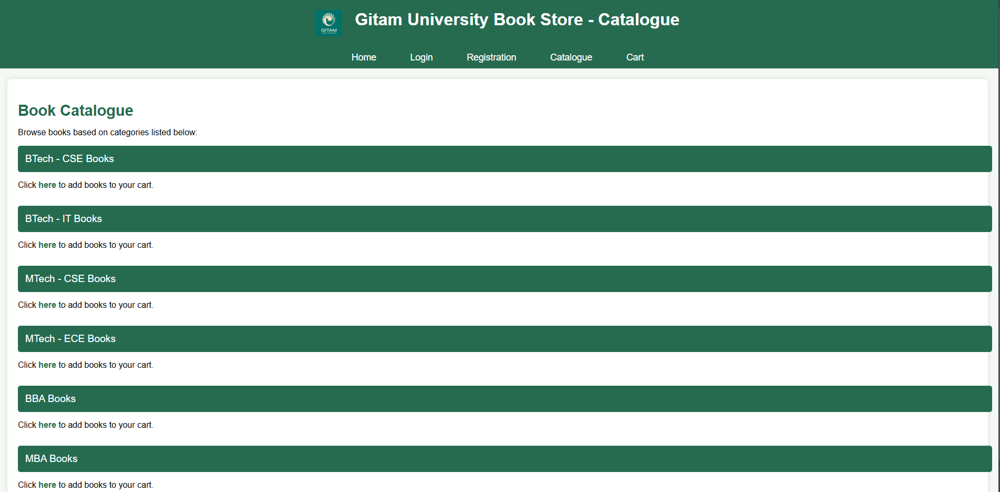 GITAM
Gitam University Book Store - Catalogue
Home Login Registration Catalogue Cart
Book Catalogue
Browse books based on categories listed below:
BTech - CSE Books
Click here to add books to your cart.
BTech - IT Books
Click here to add books to your cart.
MTech - CSE Books
Click here to add books to your cart.
MTech - ECE Books
Click here to add books to your cart.
BBA Books
Click here to add books to your cart.
MBA Books
Click here to add books to your cart.